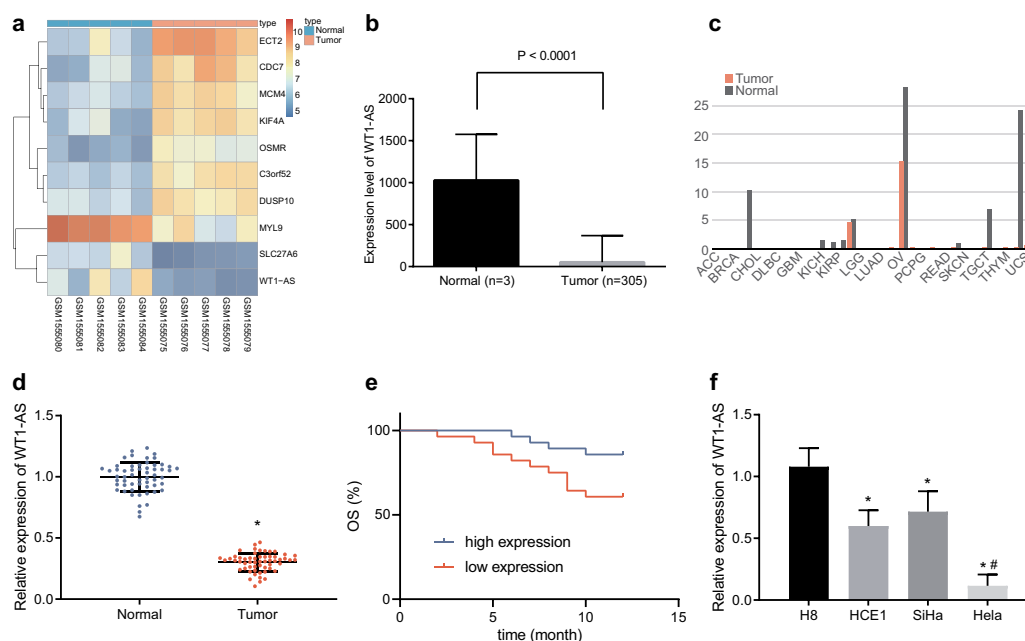 a
type
type
Normal
Tumor
10
9
8
7
6
5
ECT2
CDC7
MCM4
KIF4A
OSMR
C3orf52
DUSP10
MYL9
SLC27A6
WT1-AS
GSM1555080
GSM1555081
GSM1555082
GSM1555083
GSM1555084
GSM1555075
GSM1555076
GSM1555077
GSM1555078
GSM1555079
b
P < 0.0001
Expression level of WT1-AS
2000
1500
1000
500
0
Normal (n=3)
Tumor (n=305)
c
Tumor
Normal
25
20
15
10
5
0
ACC
BRCA
CHOL
DLBC
GBM
KICH
KIRP
LGG
LUAD
OV
PCPG
READ
SKCN
TGCT
THYM
UCS
d
Relative expression of WT1-AS
1.5
1.0
0.5
0.0
*
Normal
Tumor
e
OS (%)
100
50
0
high expression
low expression
0
5
10
15
time (month)
f
Relative expression of WT1-AS
1.5
1.0
0.5
0.0
*
*
* #
H8
HCE1
SiHa
Hela